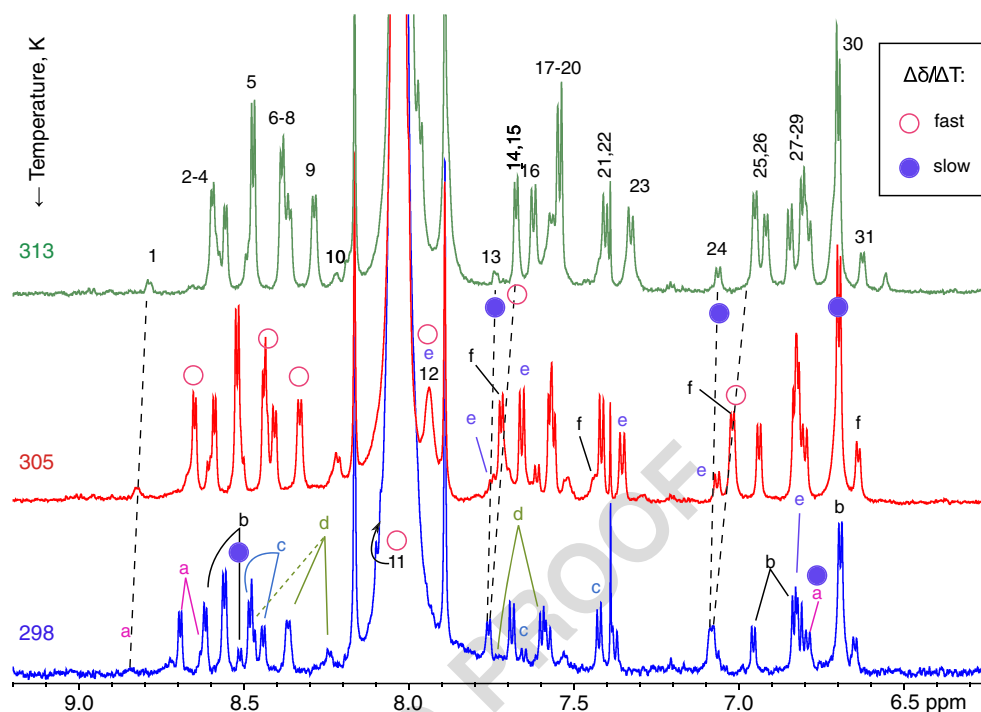 ← Temperature, K
30
17-20
Δδ/ΔT:
5
6-8
25,26
27-29
fast
14,15
21,22
2-4
9
16
slow
23
313
1
10
13
24
31
e
f
12
e
f
e
f
f
305
e
b
d
d
e
b
c
b
a
11
c
a
a
298
c
PROOF
9.0
8.5
8.0
7.5
7.0
6.5 ppm